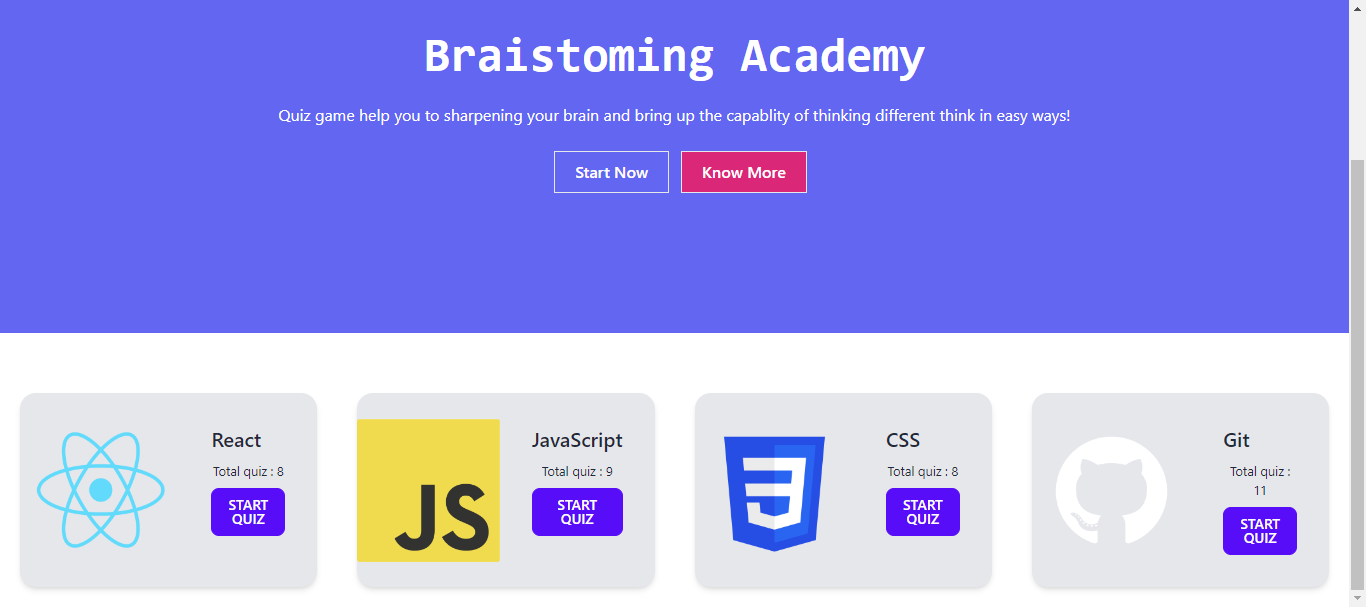 Braistoming Academy
Quiz game help you to sharpening your brain and bring up the capablity of thinking different think in easy ways!
Start Now
Know More
React
Total quiz : 8
START
QUIZ
JS
JavaScript
Total quiz : 9
START
QUIZ
CSS
Total quiz : 8
START
QUIZ
Git
Total quiz :
11
START
QUIZ